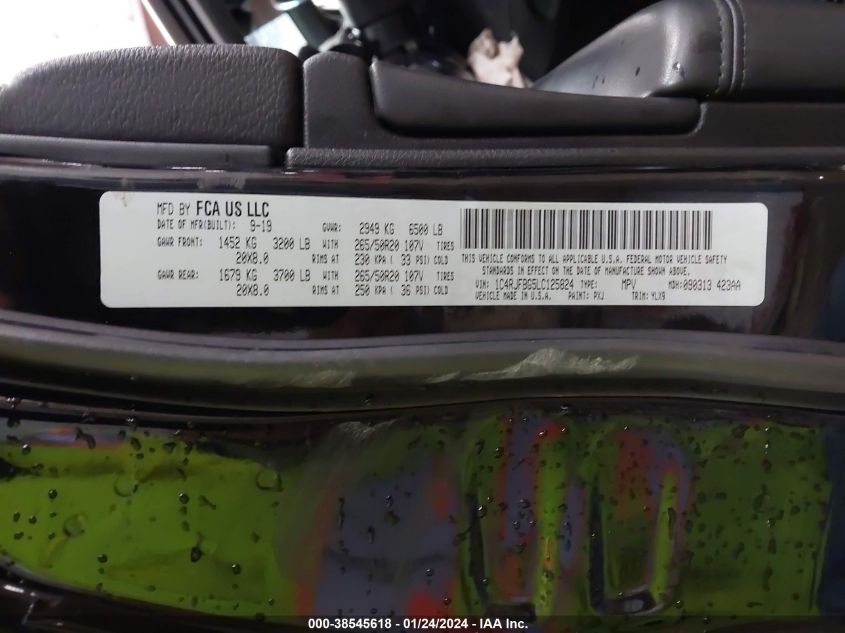 MFD BY FCA US LLC
DATE OF MFR(BUILT): 9-19 GVWR: 2949 KG 6500 LB
GAWR FRONT: 1452 KG 3200 LB WITH 265/50R20 107V TIRES
20X8.0 RIMS AT 230 KPA ( 33 PSI) COLD
GAWR REAR: 1679 KG 3700 LB WITH 265/50R20 107V TIRES
20X8.0 RIMS AT 250 KPA ( 36 PSI) COLD
THIS VEHICLE CONFORMS TO ALL APPLICABLE U.S.A. FEDERAL MOTOR VEHICLE SAFETY
STANDARDS IN EFFECT ON THE DATE OF MANUFACTURE SHOWN ABOVE.
VIN: 1C4RJFBG5LC125824 TYPE: MPV MDH:090313 423AA
VEHICLE MADE IN U.S.A. PAINT: PXJ TRIM: YLX9
000-38545618 - 01/24/2024 - IAA Inc.